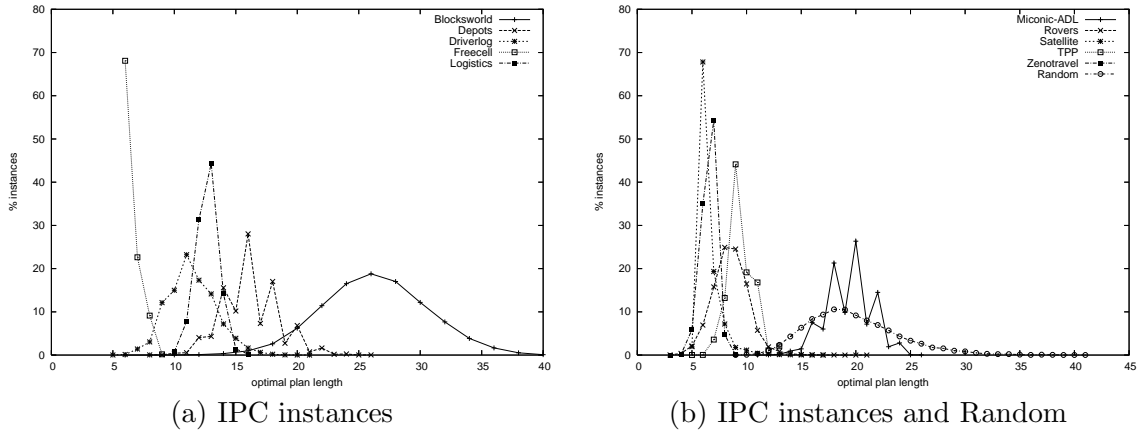 Blocksworld
Depots
Driverlog
Freecell
Logistics
% instances
80
70
60
50
40
30
20
10
0
0 5 10 15 20 25 30 35 40
optimal plan length
(a) IPC instances
Miconic-ADL
Rovers
Satellite
TPP
Zenotravel
Random
% instances
80
70
60
50
40
30
20
10
0
0 5 10 15 20 25 30 35 40 45
optimal plan length
(b) IPC instances and Random